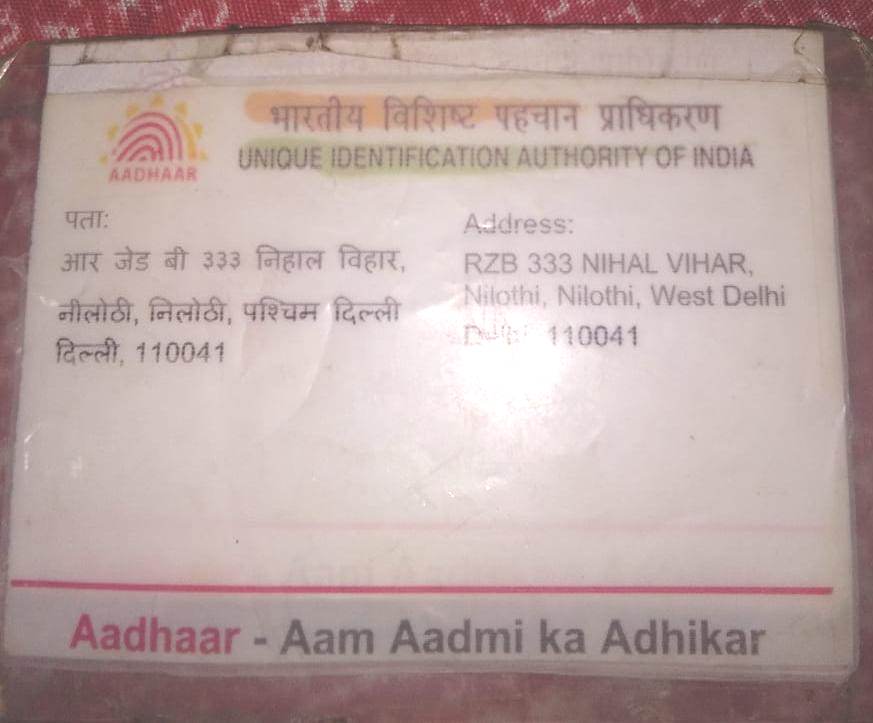 भारतीय विशिष्ट पहचान प्राधिकरण
UNIQUE IDENTIFICATION AUTHORITY OF INDIA
AADHAAR
पता:
आर जेड बी ३३३ निहाल विहार,
नीलोठी, निलोठी, पश्चिम दिल्ली
दिल्ली, 110041
Address:
RZB 333 NIHAL VIHAR,
Nilothi, Nilothi, West Delhi
110041
Aadhaar - Aam Aadmi ka Adhikar